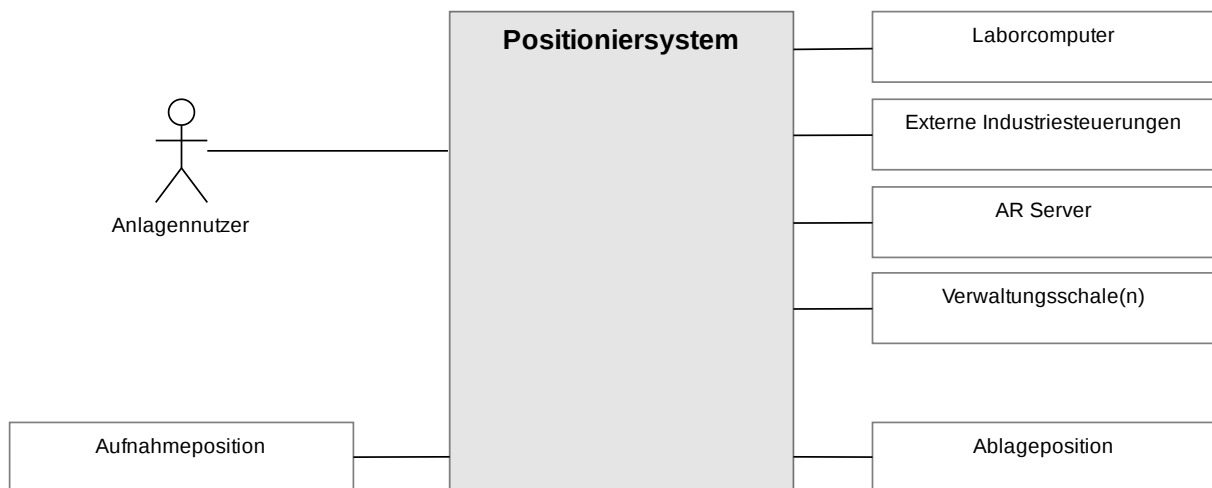 Positioniersystem
Laborcomputer
Externe Industriesteuerungen
AR Server
Anlagennutzer
Verwaltungsschale(n)
Aufnahmeposition
Ablageposition